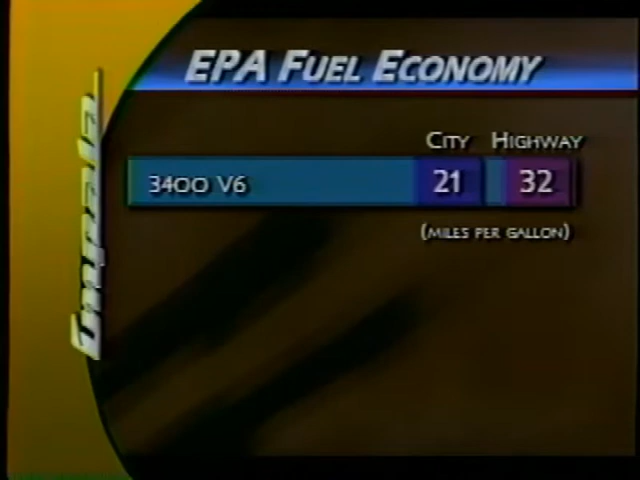 EPA FUEL ECONOMY
CITY HIGHWAY
3400 V6 21 32
(MILES PER GALLON)
Impala